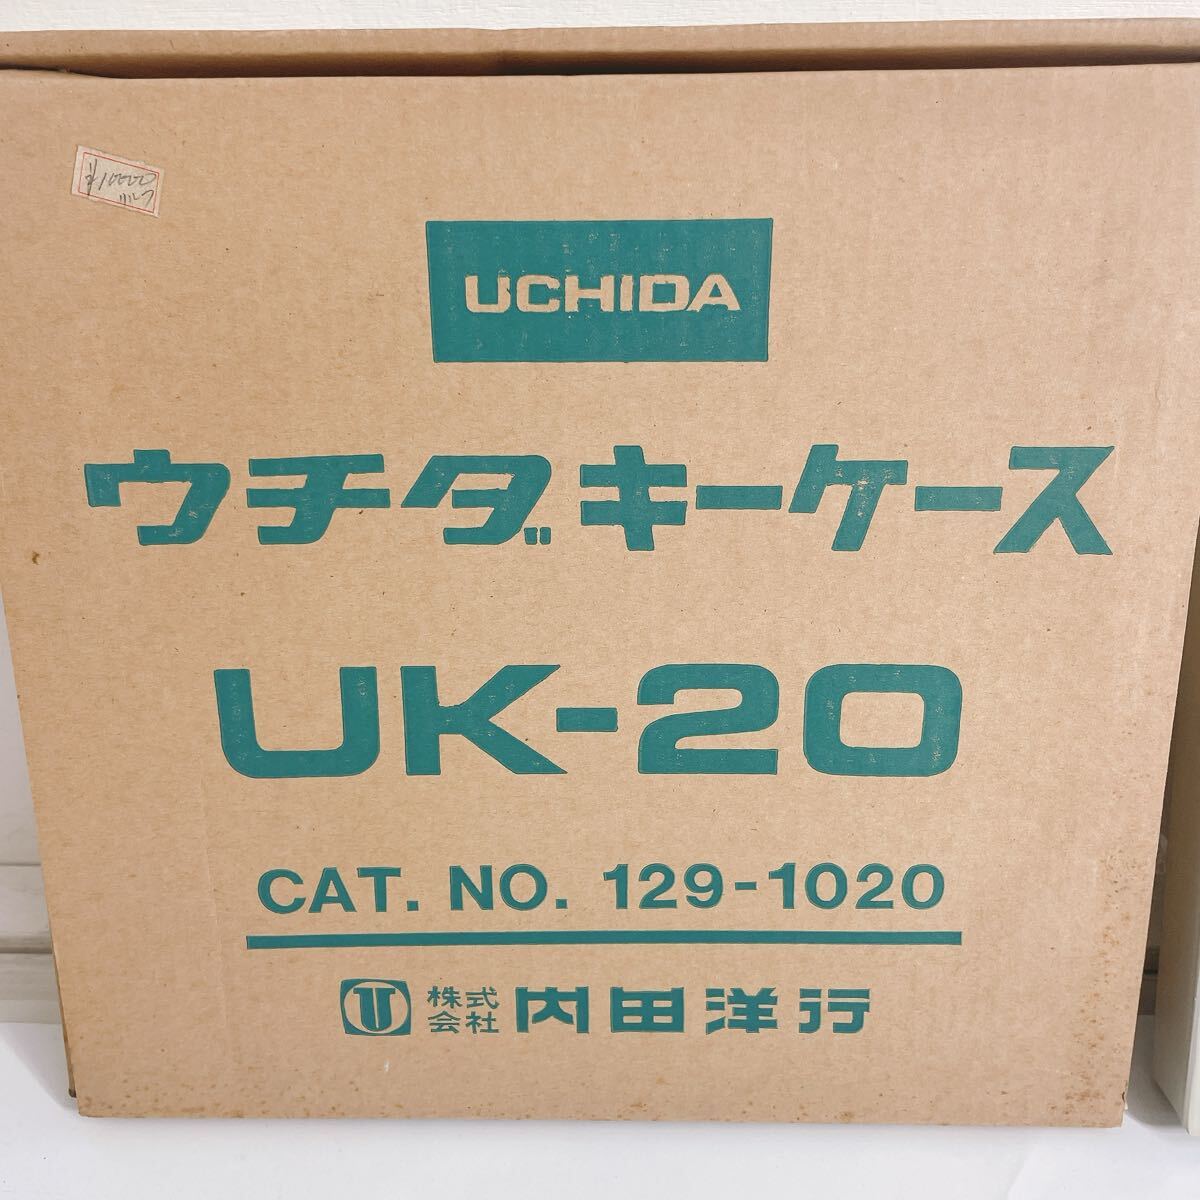 ¥10000
UCHIDA
ウチダキーケース
UK-20
CAT. NO. 129-1020
株式会社 内田洋行